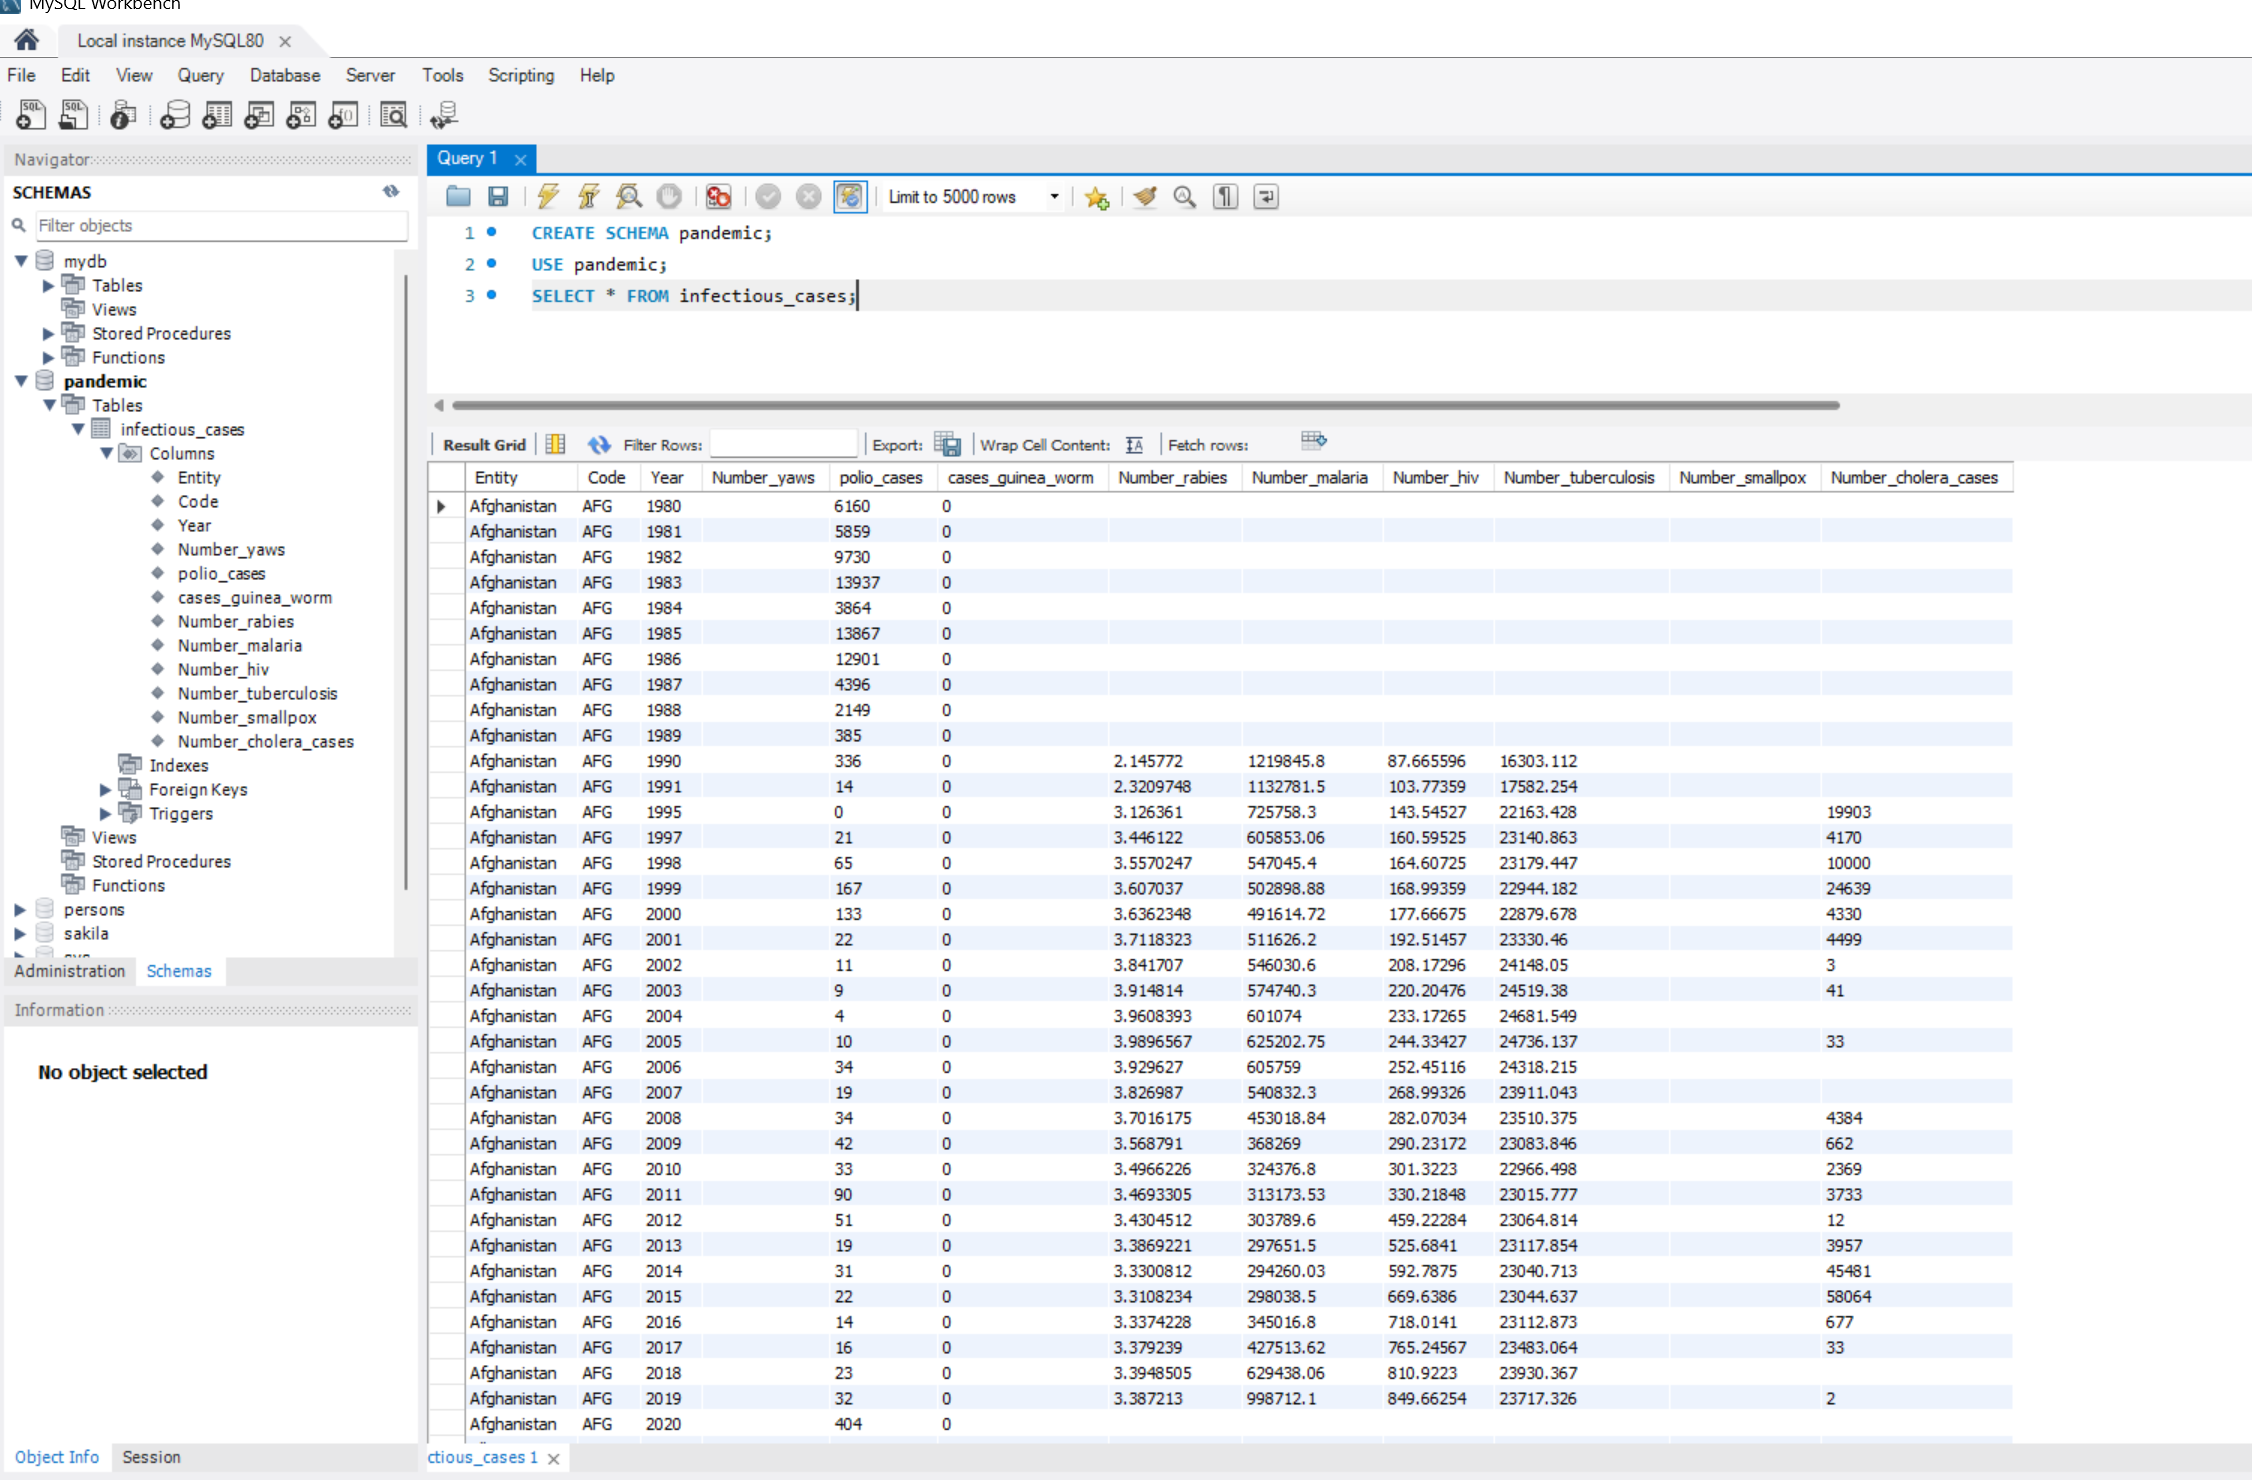 MySQL Workbench
Local instance MySQL80
File Edit View Query Database Server Tools Scripting Help
Navigator
SCHEMAS
Filter objects
mydb
Tables
Views
Stored Procedures
Functions
pandemic
Tables
infectious_cases
Columns
Entity
Code
Year
Number_yaws
polio_cases
cases_guinea_worm
Number_rabies
Number_malaria
Number_hiv
Number_tuberculosis
Number_smallpox
Number_cholera_cases
Indexes
Foreign Keys
Triggers
Views
Stored Procedures
Functions
persons
sakila
Administration Schemas
Information
No object selected
Object Info Session
Query 1
Limit to 5000 rows
1 CREATE SCHEMA pandemic;
2 USE pandemic;
3 SELECT * FROM infectious_cases;
Result Grid Filter Rows: Export: Wrap Cell Content: Fetch rows:
Entity Code Year Number_yaws polio_cases cases_guinea_worm Number_rabies Number_malaria Number_hiv Number_tuberculosis Number_smallpox Number_cholera_cases
Afghanistan AFG 1980 6160 0
Afghanistan AFG 1981 5859 0
Afghanistan AFG 1982 9730 0
Afghanistan AFG 1983 13937 0
Afghanistan AFG 1984 3864 0
Afghanistan AFG 1985 13867 0
Afghanistan AFG 1986 12901 0
Afghanistan AFG 1987 4396 0
Afghanistan AFG 1988 2149 0
Afghanistan AFG 1989 385 0
Afghanistan AFG 1990 336 0 2.145772 1219845.8 87.665596 16303.112
Afghanistan AFG 1991 14 0 2.3209748 1132781.5 103.77359 17582.254
Afghanistan AFG 1995 0 0 3.126361 725758.3 143.54527 22163.428 19903
Afghanistan AFG 1997 21 0 3.446122 605853.06 160.59525 23140.863 4170
Afghanistan AFG 1998 65 0 3.5570247 547045.4 164.60725 23179.447 10000
Afghanistan AFG 1999 167 0 3.607037 502898.88 168.99359 22944.182 24639
Afghanistan AFG 2000 133 0 3.6362348 491614.72 177.66675 22879.678 4330
Afghanistan AFG 2001 22 0 3.7118323 511626.2 192.51457 23330.46 4499
Afghanistan AFG 2002 11 0 3.841707 546030.6 208.17296 24148.05 3
Afghanistan AFG 2003 9 0 3.914814 574740.3 220.20476 24519.38 41
Afghanistan AFG 2004 4 0 3.9608393 601074 233.17265 24681.549
Afghanistan AFG 2005 10 0 3.9896567 625202.75 244.33427 24736.137 33
Afghanistan AFG 2006 34 0 3.929627 605759 252.45116 24318.215
Afghanistan AFG 2007 19 0 3.826987 540832.3 268.99326 23911.043
Afghanistan AFG 2008 34 0 3.7016175 453018.84 282.07034 23510.375 4384
Afghanistan AFG 2009 42 0 3.568791 368269 290.23172 23083.846 662
Afghanistan AFG 2010 33 0 3.4966226 324376.8 301.3223 22966.498 2369
Afghanistan AFG 2011 90 0 3.4693305 313173.53 330.21848 23015.777 3733
Afghanistan AFG 2012 51 0 3.4304512 303789.6 459.22284 23064.814 12
Afghanistan AFG 2013 19 0 3.3869221 297651.5 525.6841 23117.854 3957
Afghanistan AFG 2014 31 0 3.3300812 294260.03 592.7875 23040.713 45481
Afghanistan AFG 2015 22 0 3.3108234 298038.5 669.6386 23044.637 58064
Afghanistan AFG 2016 14 0 3.3374228 345016.8 718.0141 23112.873 677
Afghanistan AFG 2017 16 0 3.379239 427513.62 765.24567 23483.064 33
Afghanistan AFG 2018 23 0 3.3948505 629438.06 810.9223 23930.367
Afghanistan AFG 2019 32 0 3.387213 998712.1 849.66254 23717.326 2
Afghanistan AFG 2020 404 0
ctious_cases 1